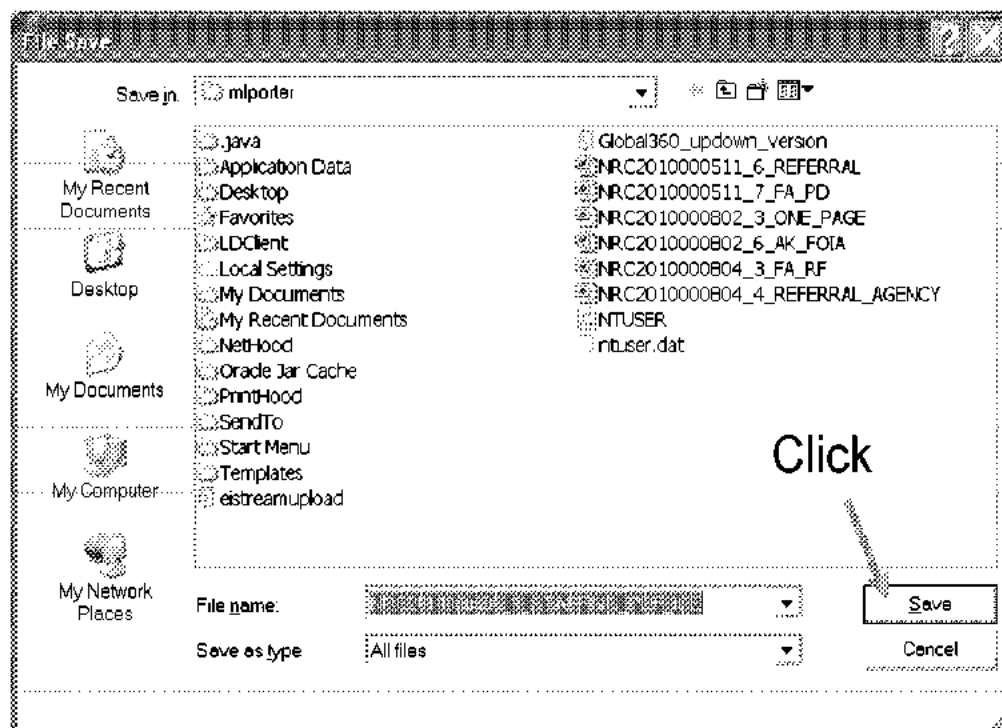 File Save
Save in:
mlporter
My Recent Documents
Desktop
My Documents
My Computer
My Network Places
.java
Application Data
Desktop
Favorites
LDClient
Local Settings
My Documents
My Recent Documents
NetHood
Oracle Jar Cache
PrintHood
SendTo
Start Menu
Templates
eistreamupload
Global360_updown_version
NRC2010000511_6_REFERRAL
NRC2010000511_7_FA_PD
NRC2010000802_3_ONE_PAGE
NRC2010000802_6_AK_FOIA
NRC2010000804_3_FA_RF
NRC2010000804_4_REFERRAL_AGENCY
NTUSER
ntuser.dat
Click
File name:
Save
Save as type
All files
Cancel